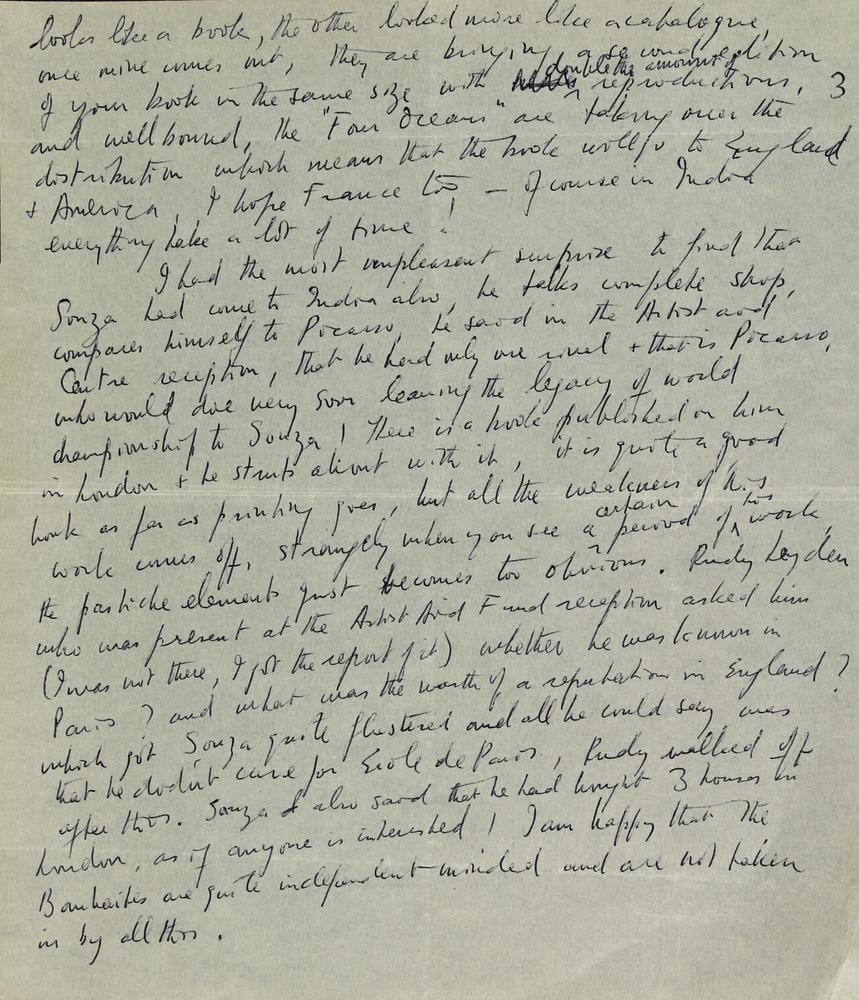 looks like a book, the other looked more like a catalogue,
once mine comes out, they are bringing a second edition
of your book in the same size with double the amount of reproductions, 3
and well bound, the "Four Oceans" are taking over the
distribution which means that the book will go to England
+ America, I hope France too — of course in India
everything take a lot of time!
I had the most unpleasant surprise to find that
Souza had come to India also, he talks complete shop,
compares himself to Picasso, he said in the Artist aid
Centre reception, that he had only one rival + that is Picasso,
who would die very soon leaving the legacy of world
championship to Souza! There is a book published on him
in London + he struts about with it, it is quite a good
book as far as printing goes, but all the weakness of his
work comes off, strangely when you see a certain period of his work,
the pastiche elements just becomes too obvious. Rudy Leyden
who was present at the Artist Aid Fund reception asked him
(I was not there, I got the report of it) whether he was known in
Paris? and what was the worth of a reputation in England?
which got Souza quite flustered and all he could say was
that he didn't care for Ecole de Paris, Rudy walked off
after this. Souza also said that he had bought 3 houses in
London, as if anyone is interested! I am happy that the
Bombaites are quite independent-minded and are not taken
in by all this.